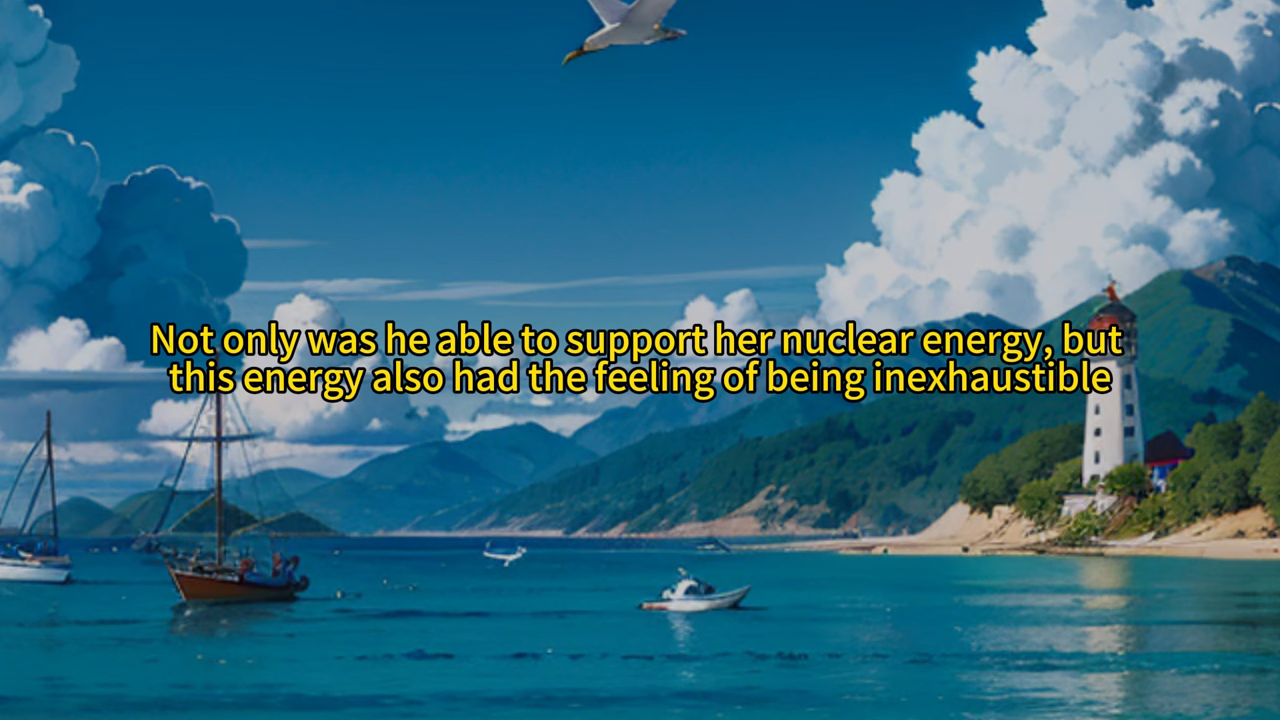 Not only was he able to support her nuclear energy, but
this energy also had the feeling of being inexhaustible